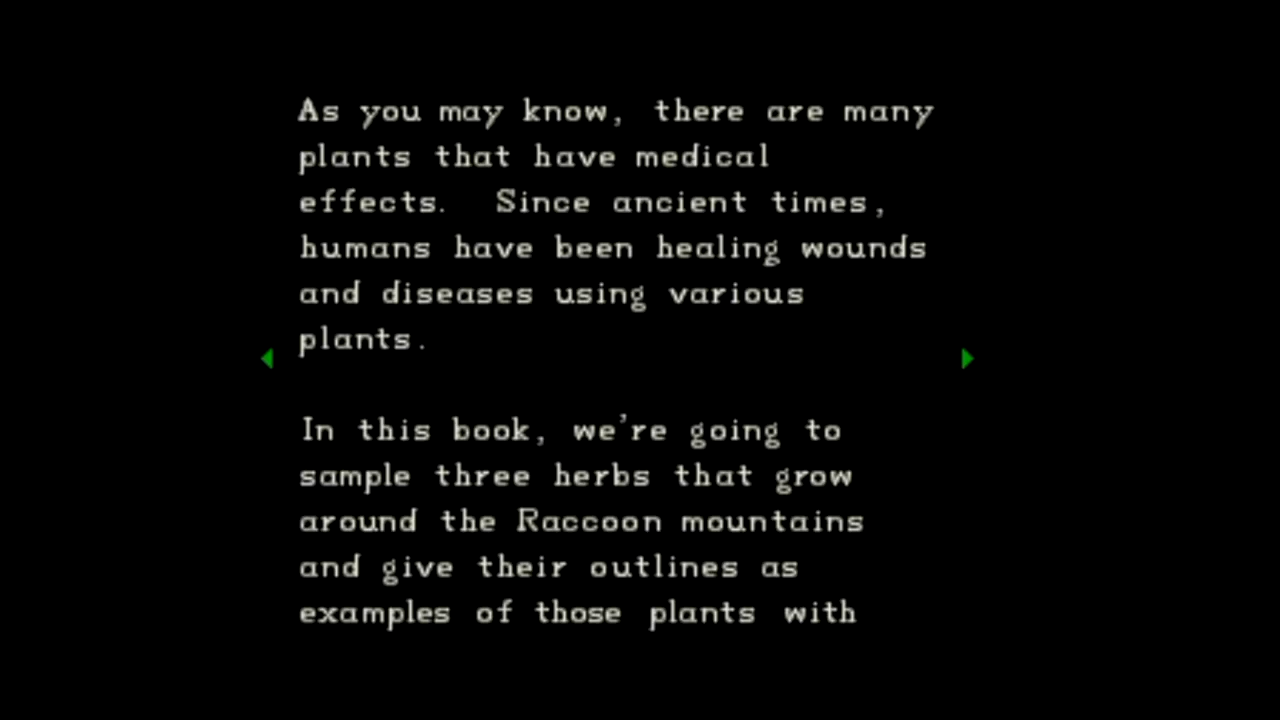 As you may know, there are many
plants that have medical
effects. Since ancient times,
humans have been healing wounds
and diseases using various
plants.
In this book, we're going to
sample three herbs that grow
around the Raccoon mountains
and give their outlines as
examples of those plants with